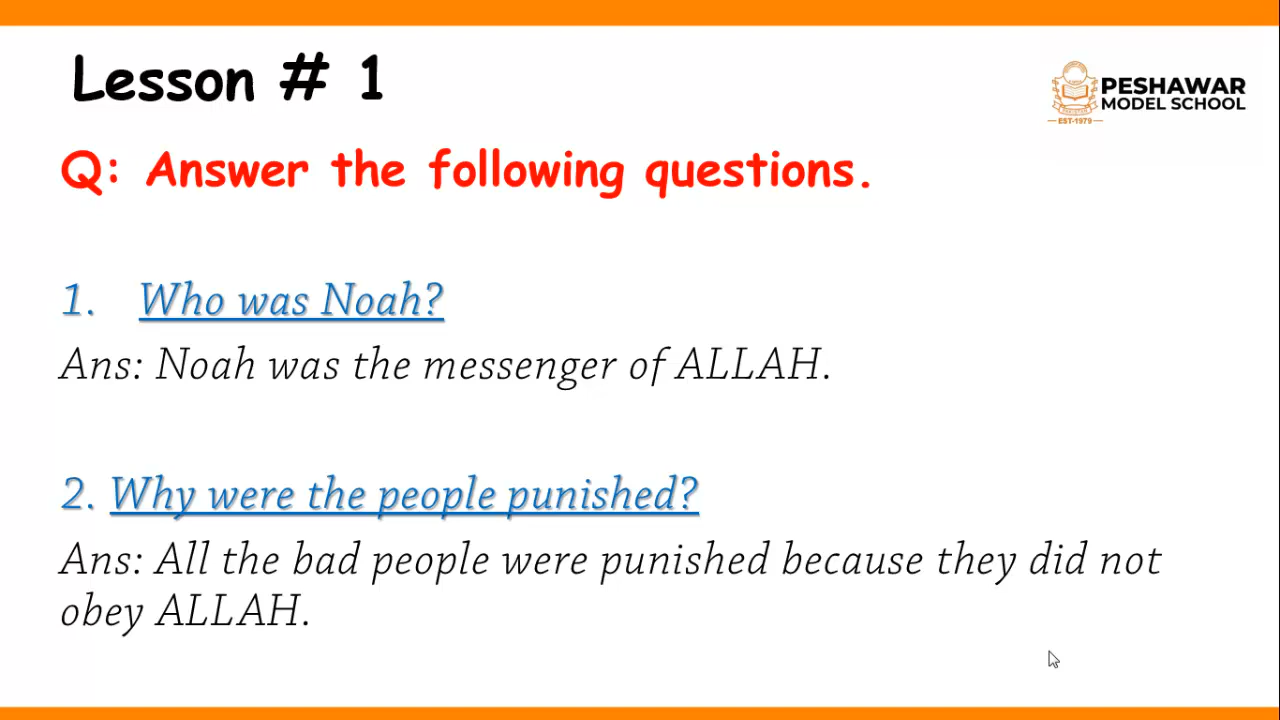 Lesson # 1
PESHAWAR
MODEL SCHOOL
EST-1979
Q: Answer the following questions.
1. Who was Noah?
Ans: Noah was the messenger of ALLAH.
2. Why were the people punished?
Ans: All the bad people were punished because they did not
obey ALLAH.